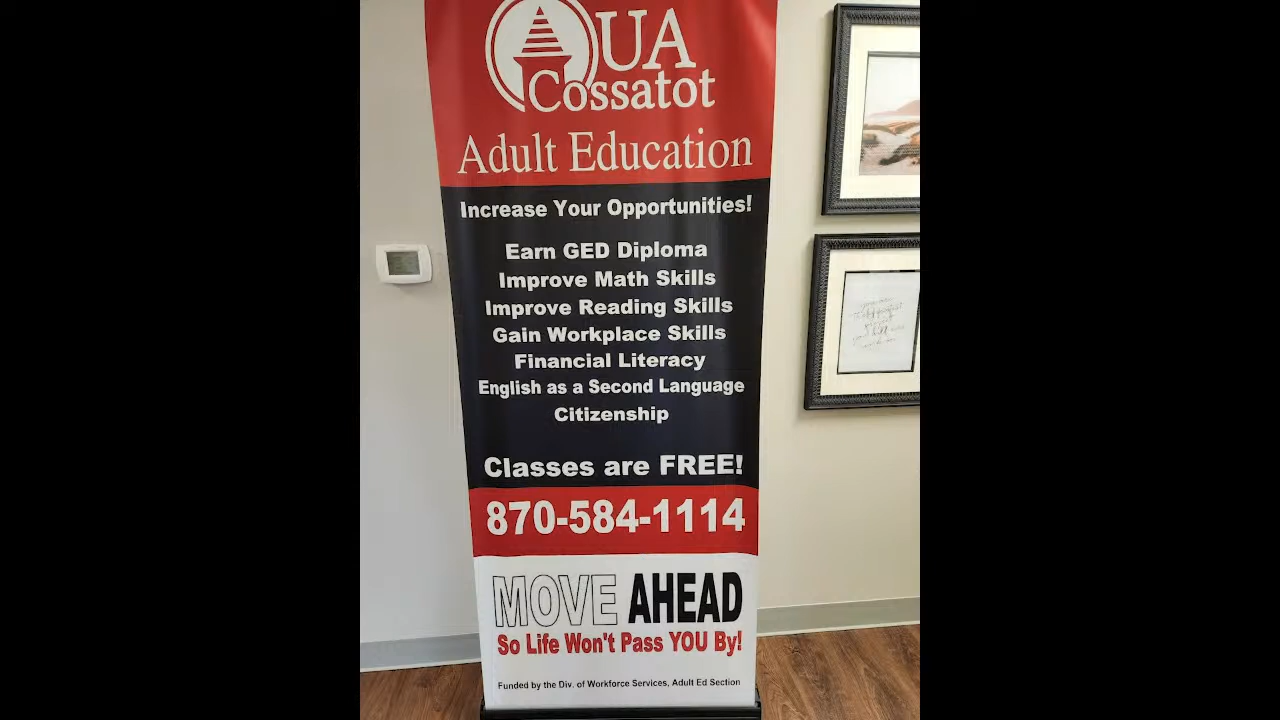 UA
Cossatot
Adult Education
Increase Your Opportunities!
Earn GED Diploma
Improve Math Skills
Improve Reading Skills
Gain Workplace Skills
Financial Literacy
English as a Second Language
Citizenship
Classes are FREE!
870-584-1114
MOVE AHEAD
So Life Won't Pass YOU By!
Funded by the Div. of Workforce Services, Adult Ed Section